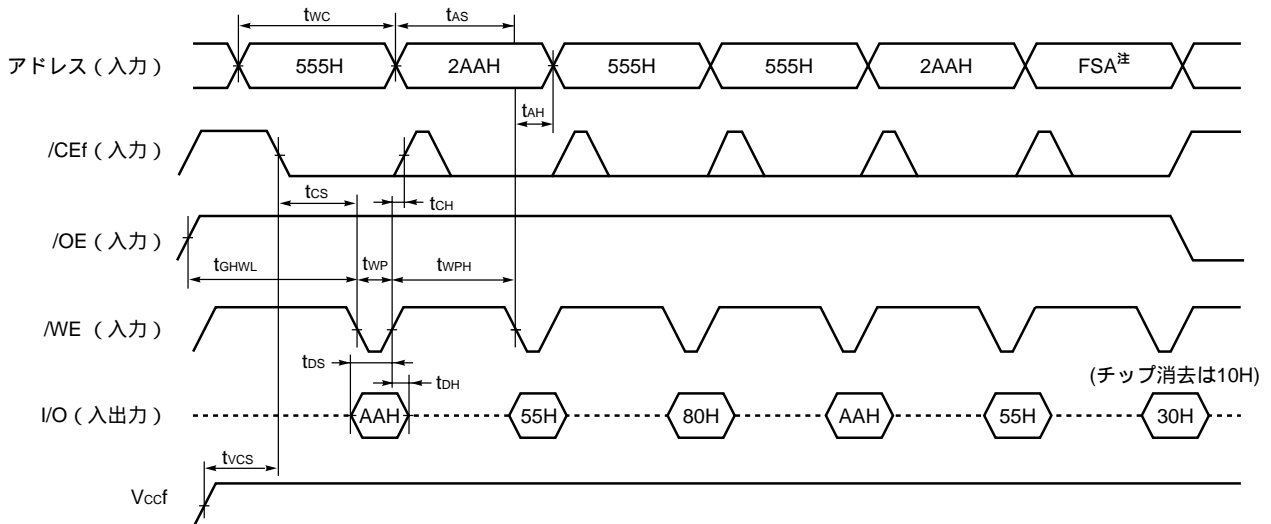 tWC tAS
アドレス（入力） 555H 2AAH 555H 555H 2AAH FSA注
tAH
/CEf（入力）
tCS tCH
/OE（入力）
tGHWL tWP tWPH
/WE（入力）
tDS tDH (チップ消去は10H)
I/O（入出力） AAH 55H 80H AAH 55H 30H
tVCS
Vccf